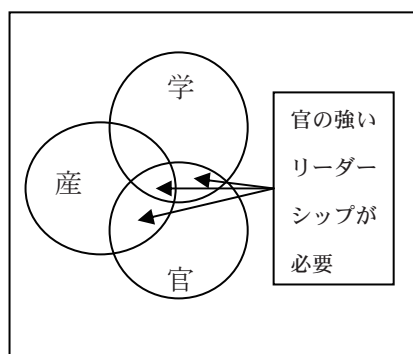 学
産
官
官の強い
リーダー
シップが
必要